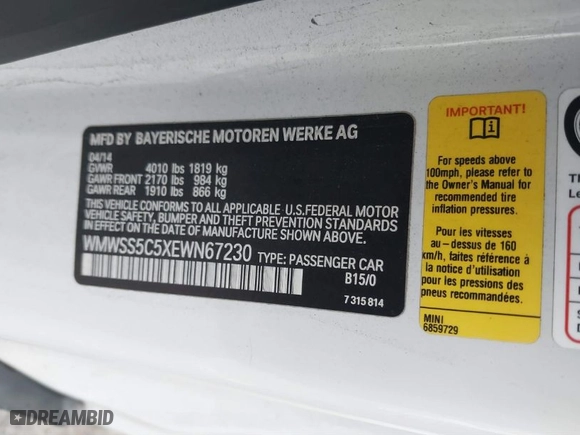 MFD BY BAYERISCHE MOTOREN WERKE AG
04/14
GVWR 4010 lbs 1819 kg
GAWR FRONT 2170 lbs 984 kg
GAWR REAR 1910 lbs 866 kg
THIS VEHICLE CONFORMS TO ALL APPLICABLE U.S.FEDERAL MOTOR
VEHICLE SAFETY, BUMPER, AND THEFT PREVENTION STANDARDS
IN EFFECT ON THE DATE OF MANUFACTURE SHOWN ABOVE.
WMWSS5C5XEWN67230 TYPE: PASSENGER CAR
B15/0
7 315 814
IMPORTANT!
For speeds above
100mph, please refer to
the Owner's Manual for
recommended tire
inflation pressures.
Pour les vitesses
au-dessus de 160
km/h, faites référence à
la notice d'utilisation
pour les pressions des
pneus recommandées.
MINI
6859729
DREAMBID